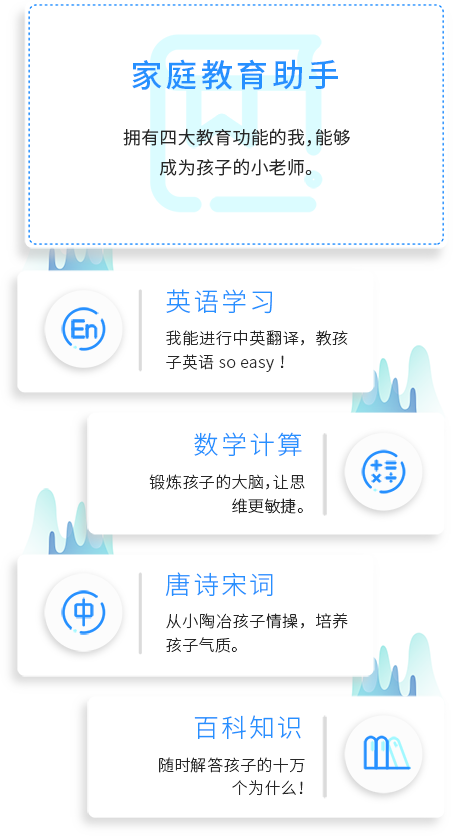 家庭教育助手
拥有四大教育功能的我，能够
成为孩子的小老师。
En
英语学习
我能进行中英翻译，教孩
子英语 so easy！
数学计算
锻炼孩子的大脑，让思
维更敏捷。
中
唐诗宋词
从小陶冶孩子情操，培养
孩子气质。
百科知识
随时解答孩子的十万
个为什么！